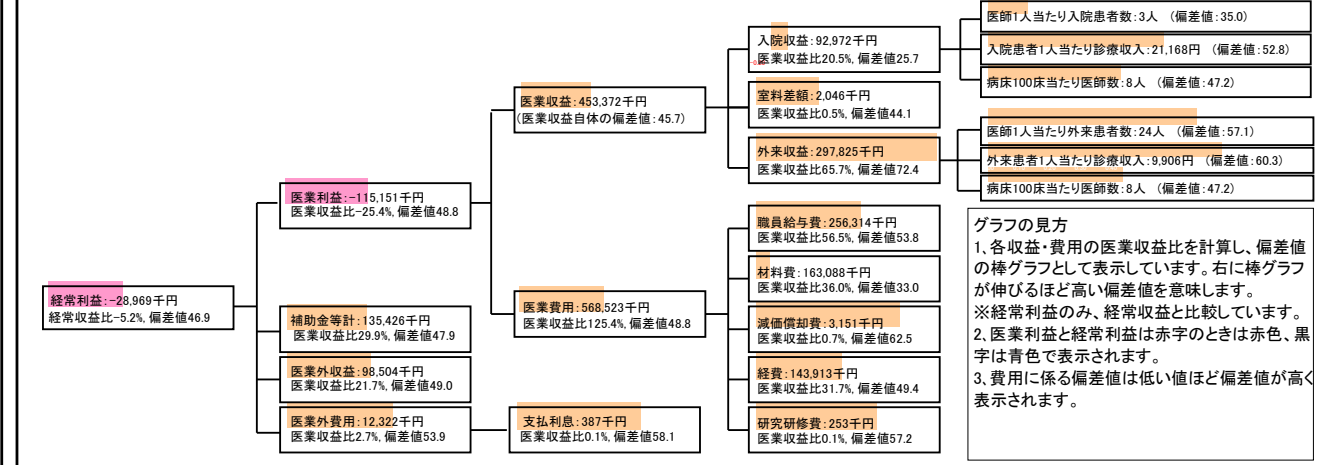 経常利益:-28,969千円
経常収益比-5.2%, 偏差値46.9
医業利益:-115,151千円
医業収益比-25.4%, 偏差値48.8
補助金等計:135,426千円
医業収益比29.9%, 偏差値47.9
医業外収益:98,504千円
医業収益比21.7%, 偏差値49.0
医業外費用:12,322千円
医業収益比2.7%, 偏差値53.9
医業収益:453,372千円
(医業収益自体の偏差値:45.7)
医業費用:568,523千円
医業収益比125.4%, 偏差値48.8
支払利息:387千円
医業収益比0.1%, 偏差値58.1
入院収益:92,972千円
医業収益比20.5%, 偏差値25.7
室料差額:2,046千円
医業収益比0.5%, 偏差値44.1
外来収益:297,825千円
医業収益比65.7%, 偏差値72.4
職員給与費:256,314千円
医業収益比56.5%, 偏差値53.8
材料費:163,088千円
医業収益比36.0%, 偏差値33.0
減価償却費:3,151千円
医業収益比0.7%, 偏差値62.5
経費:143,913千円
医業収益比31.7%, 偏差値49.4
研究研修費:253千円
医業収益比0.1%, 偏差値57.2
医師1人当たり入院患者数:3人 (偏差値:35.0)
入院患者1人当たり診療収入:21,168円 (偏差値:52.8)
病床100床当たり医師数:8人 (偏差値:47.2)
医師1人当たり外来患者数:24人 (偏差値:57.1)
外来患者1人当たり診療収入:9,906円 (偏差値:60.3)
病床100床当たり医師数:8人 (偏差値:47.2)
グラフの見方
1、各収益・費用の医業収益比を計算し、偏差値
の棒グラフとして表示しています。右に棒グラフ
が伸びるほど高い偏差値を意味します。
※経常利益のみ、経常収益と比較しています。
2、医業利益と経常利益は赤字のときは赤色、黒
字は青色で表示されます。
3、費用に係る偏差値は低い値ほど偏差値が高く
表示されます。